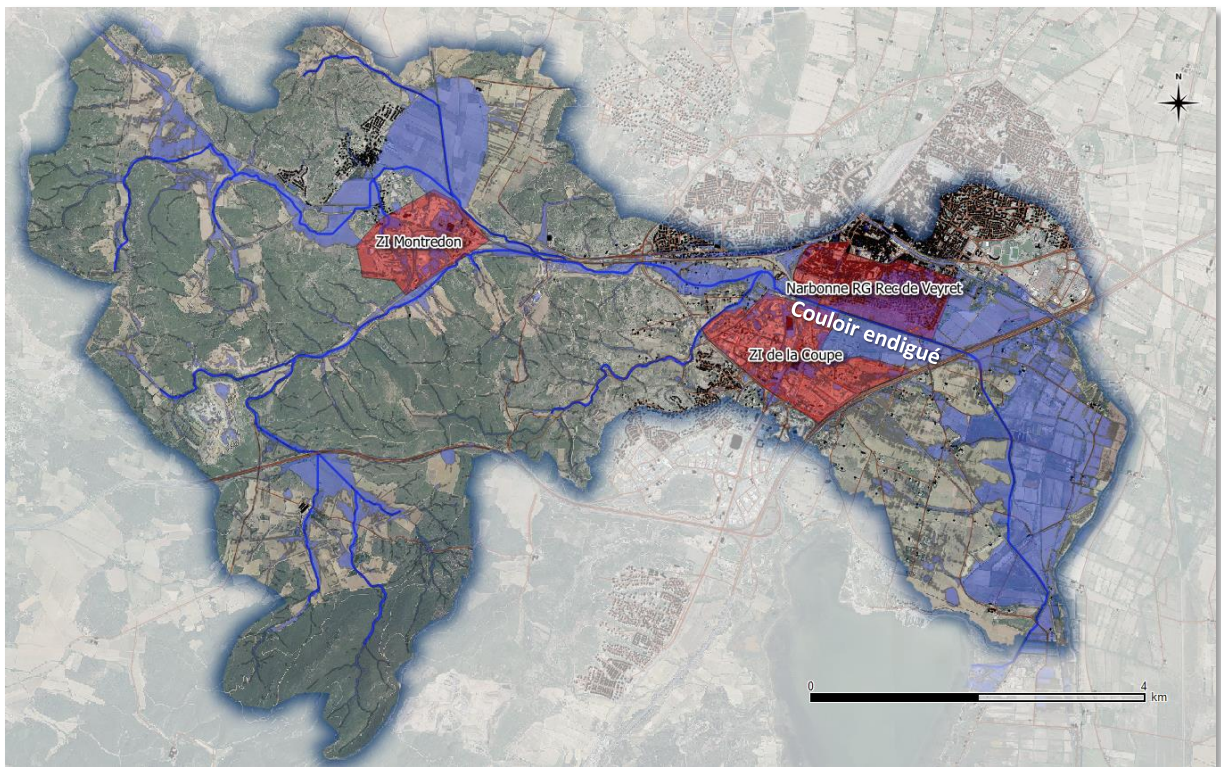 N
ZI Montredon
Narbonne RG Rec de Veyret
Couloir endigué
ZI de la Coupe
0 4
km